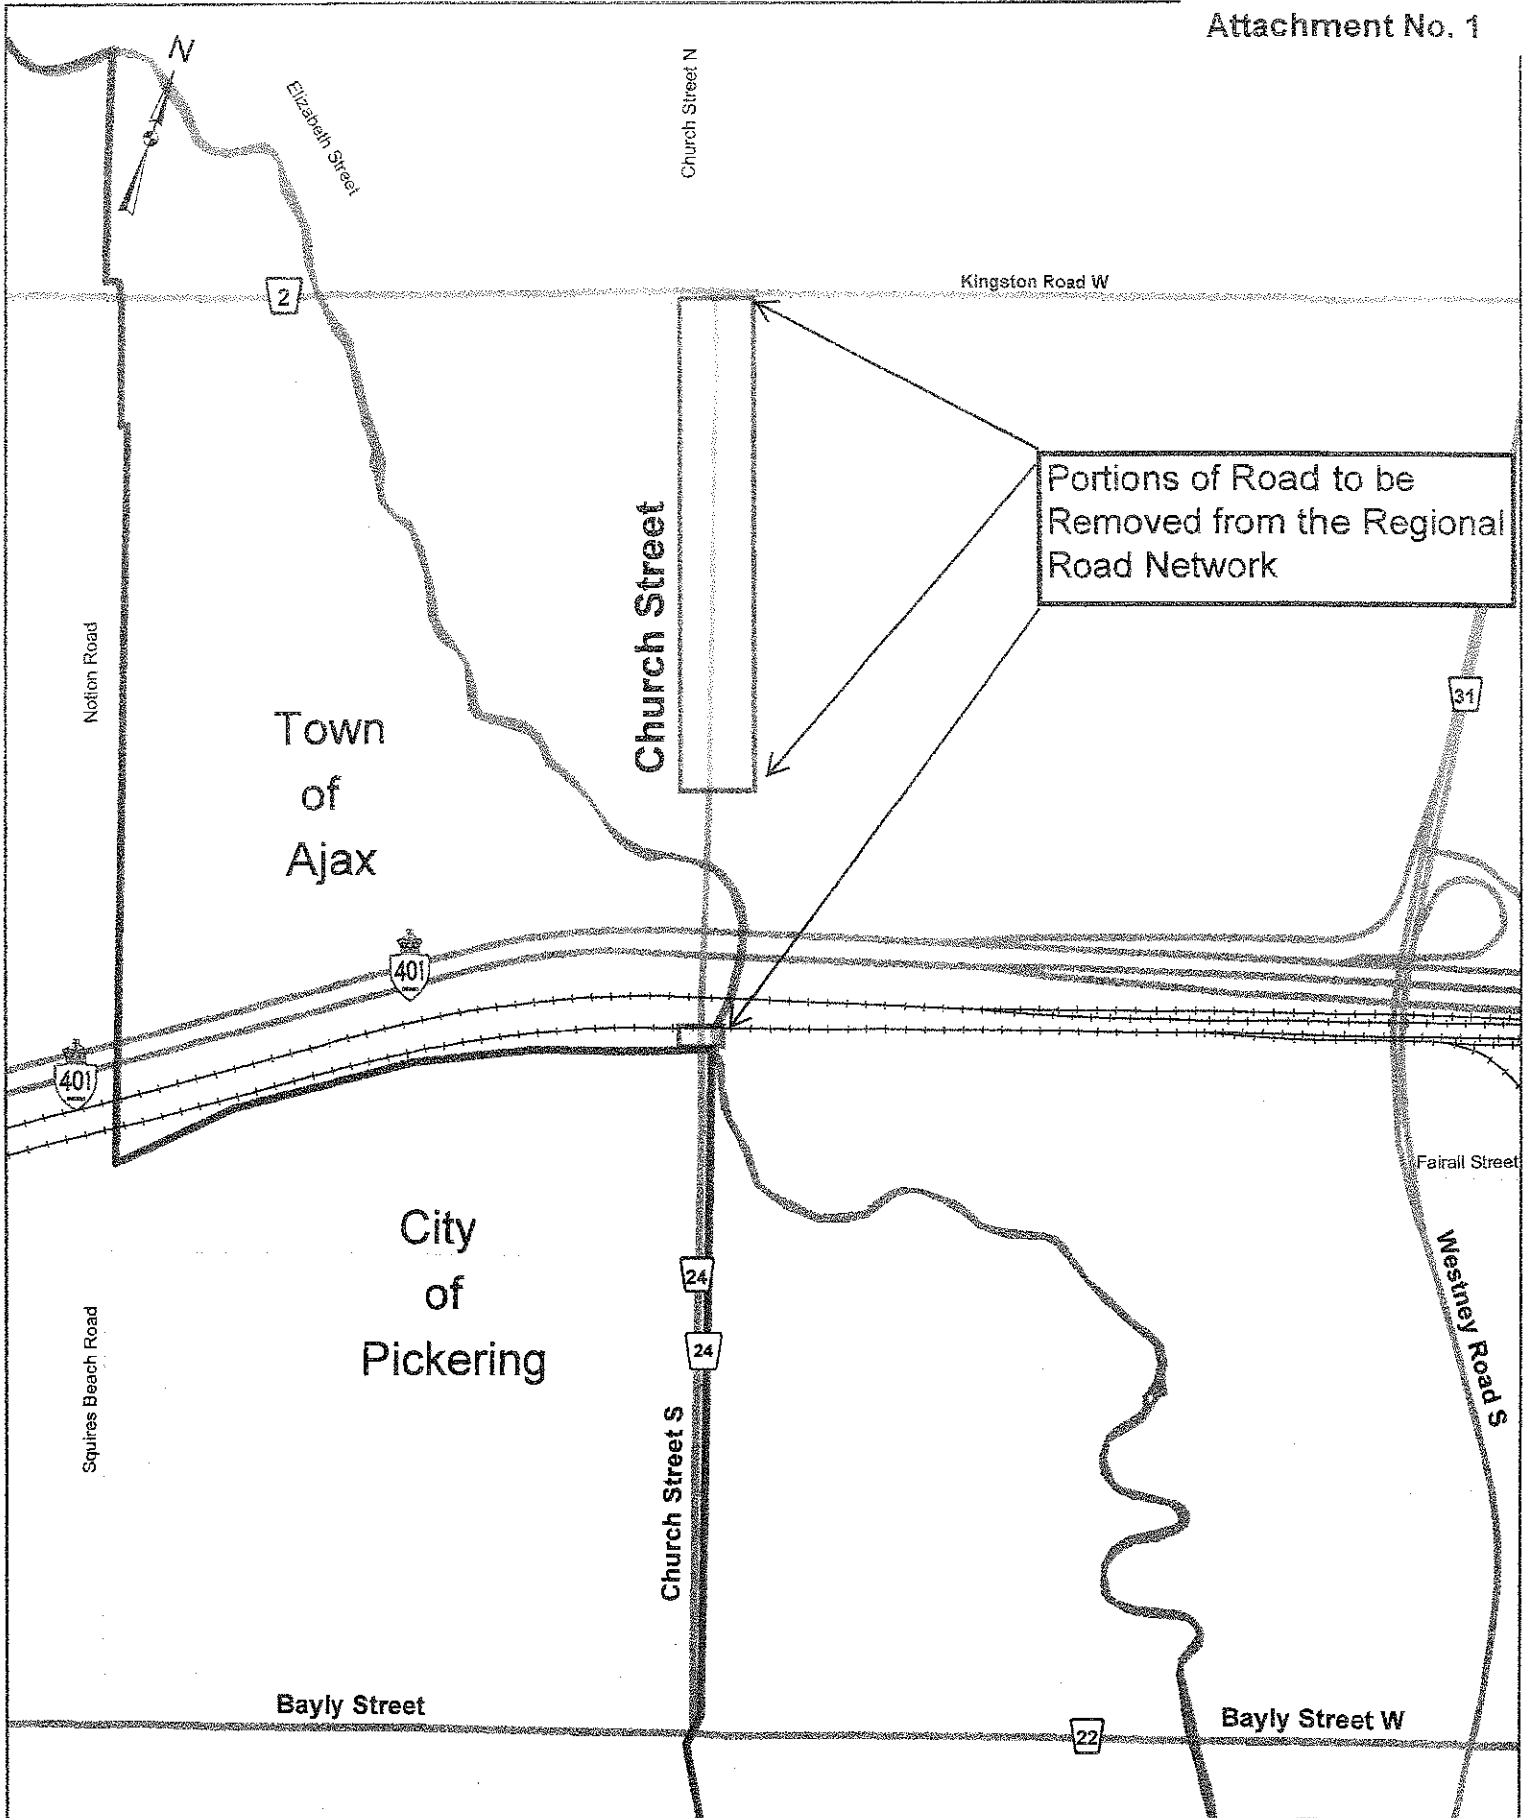 Attachment No. 1
N
Elizabeth Street
Church Street N
Kingston Road W
2
Portions of Road to be
Removed from the Regional
Road Network
Church Street
Notion Road
31
Town
of
Ajax
401
401
Fairall Street
City
of
Pickering
24
24
Westney Road S
Squires Beach Road
Church Street S
Bayly Street
22
Bayly Street W